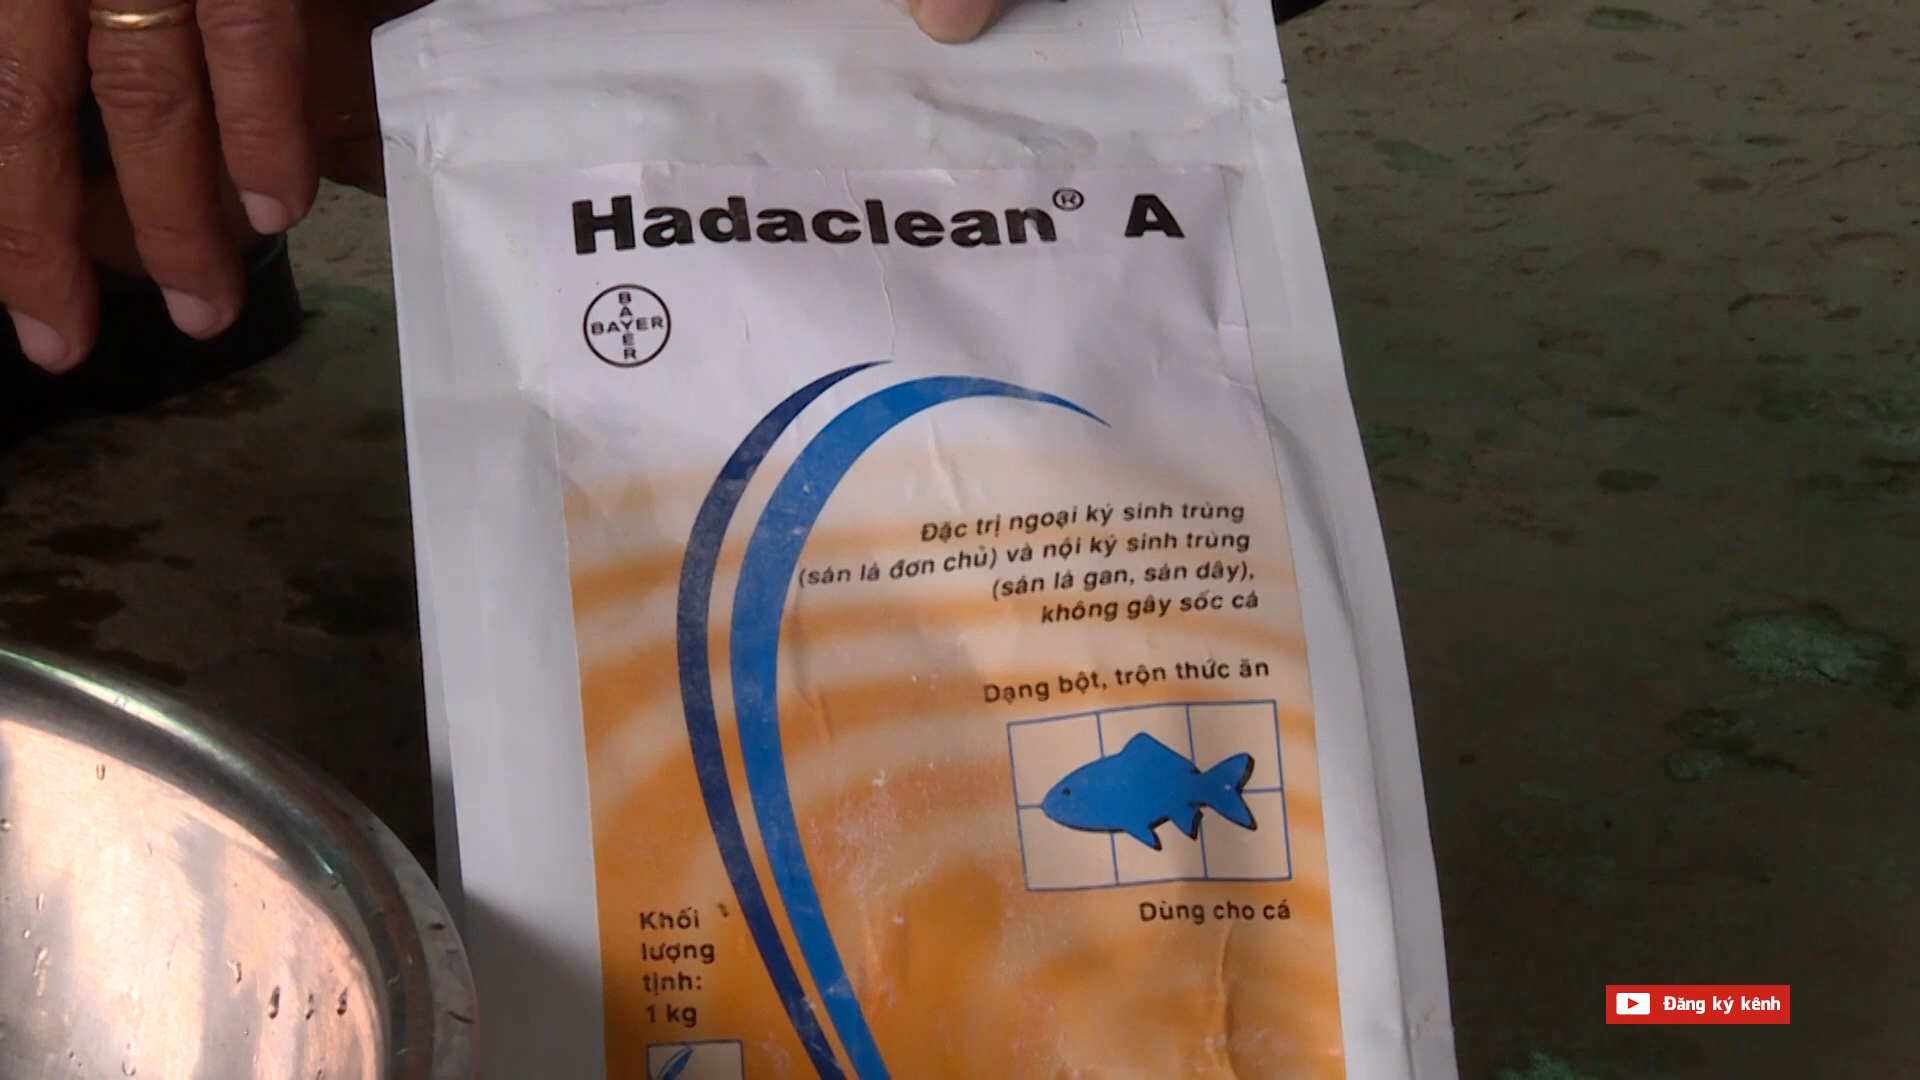 Hadaclean® A
BAYER
BAYER
Đặc trị ngoại ký sinh trùng
(sán lá đơn chủ) và nội ký sinh trùng
(sán lá gan, sán dây),
không gây sốc cá
Dạng bột, trộn thức ăn
Dùng cho cá
Khối
lượng
tịnh:
1 kg
Đăng ký kênh